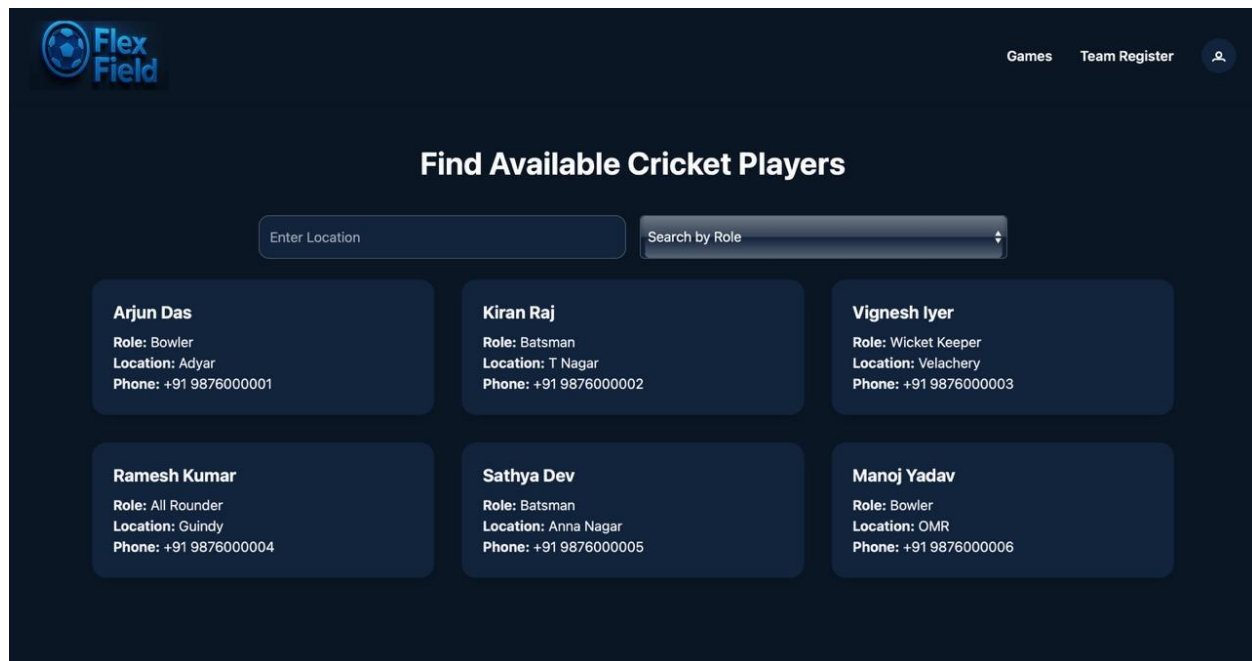 Flex
Field
Games
Team Register
Find Available Cricket Players
Enter Location
Search by Role
Arjun Das
Role: Bowler
Location: Adyar
Phone: +91 9876000001
Kiran Raj
Role: Batsman
Location: T Nagar
Phone: +91 9876000002
Vignesh Iyer
Role: Wicket Keeper
Location: Velachery
Phone: +91 9876000003
Ramesh Kumar
Role: All Rounder
Location: Guindy
Phone: +91 9876000004
Sathya Dev
Role: Batsman
Location: Anna Nagar
Phone: +91 9876000005
Manoj Yadav
Role: Bowler
Location: OMR
Phone: +91 9876000006